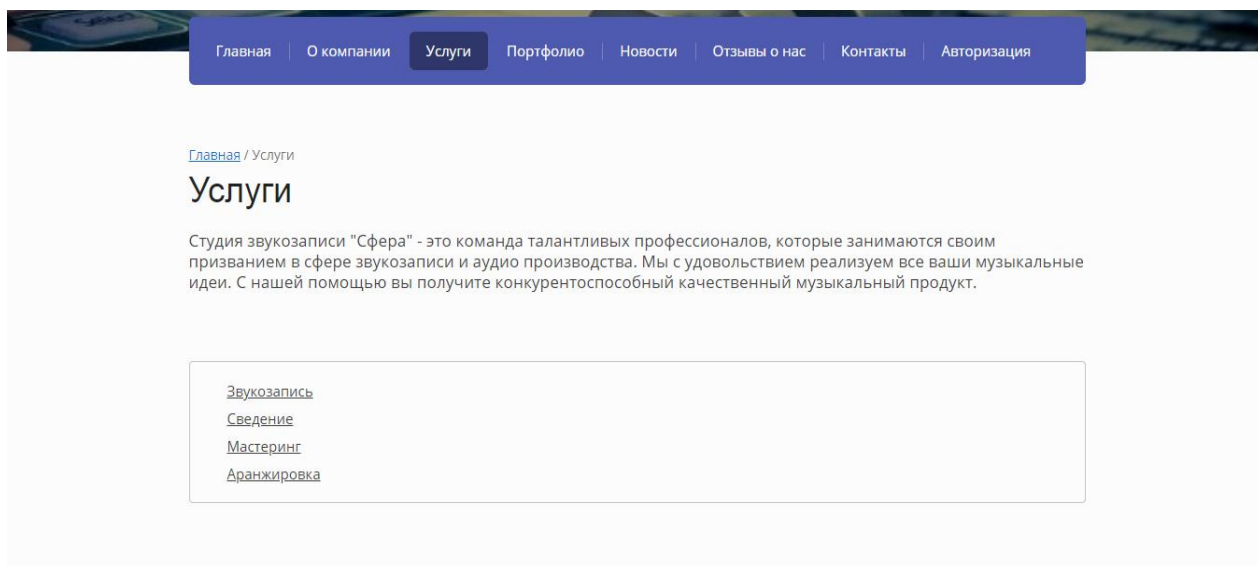 Select
Главная О компании Услуги Портфолио Новости Отзывы о нас Контакты Авторизация
Главная / Услуги
Услуги
Студия звукозаписи "Сфера" - это команда талантливых профессионалов, которые занимаются своим
призванием в сфере звукозаписи и аудио производства. Мы с удовольствием реализуем все ваши музыкальные
идеи. С нашей помощью вы получите конкурентоспособный качественный музыкальный продукт.
Звукозапись
Сведение
Мастеринг
Аранжировка